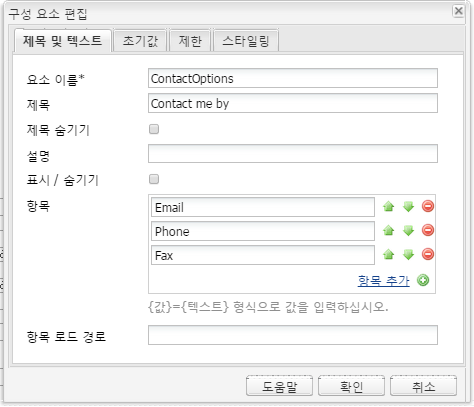 구성 요소 편집
제목 및 텍스트 초기값 제한 스타일링
요소 이름* ContactOptions
제목 Contact me by
제목 숨기기
설명
표시 / 숨기기
항목 Email
Phone
Fax
항목 추가
{값}={텍스트} 형식으로 값을 입력하십시오.
항목 로드 경로
도움말 확인 취소